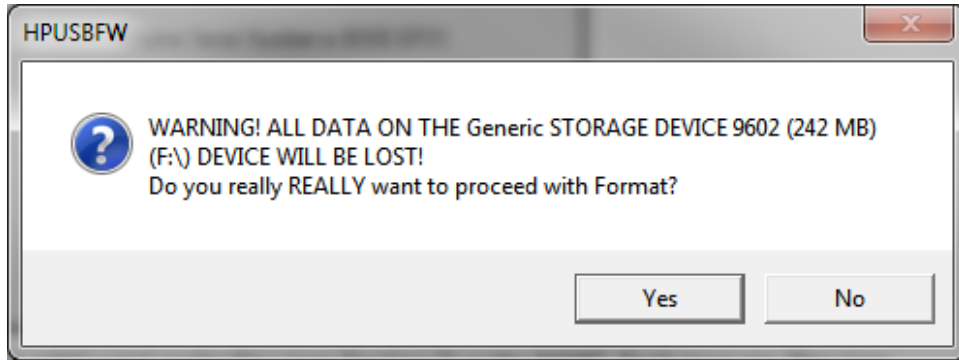 HPUSBFW
WARNING! ALL DATA ON THE Generic STORAGE DEVICE 9602 (242 MB)
(F:\) DEVICE WILL BE LOST!
Do you really REALLY want to proceed with Format?
Yes
No